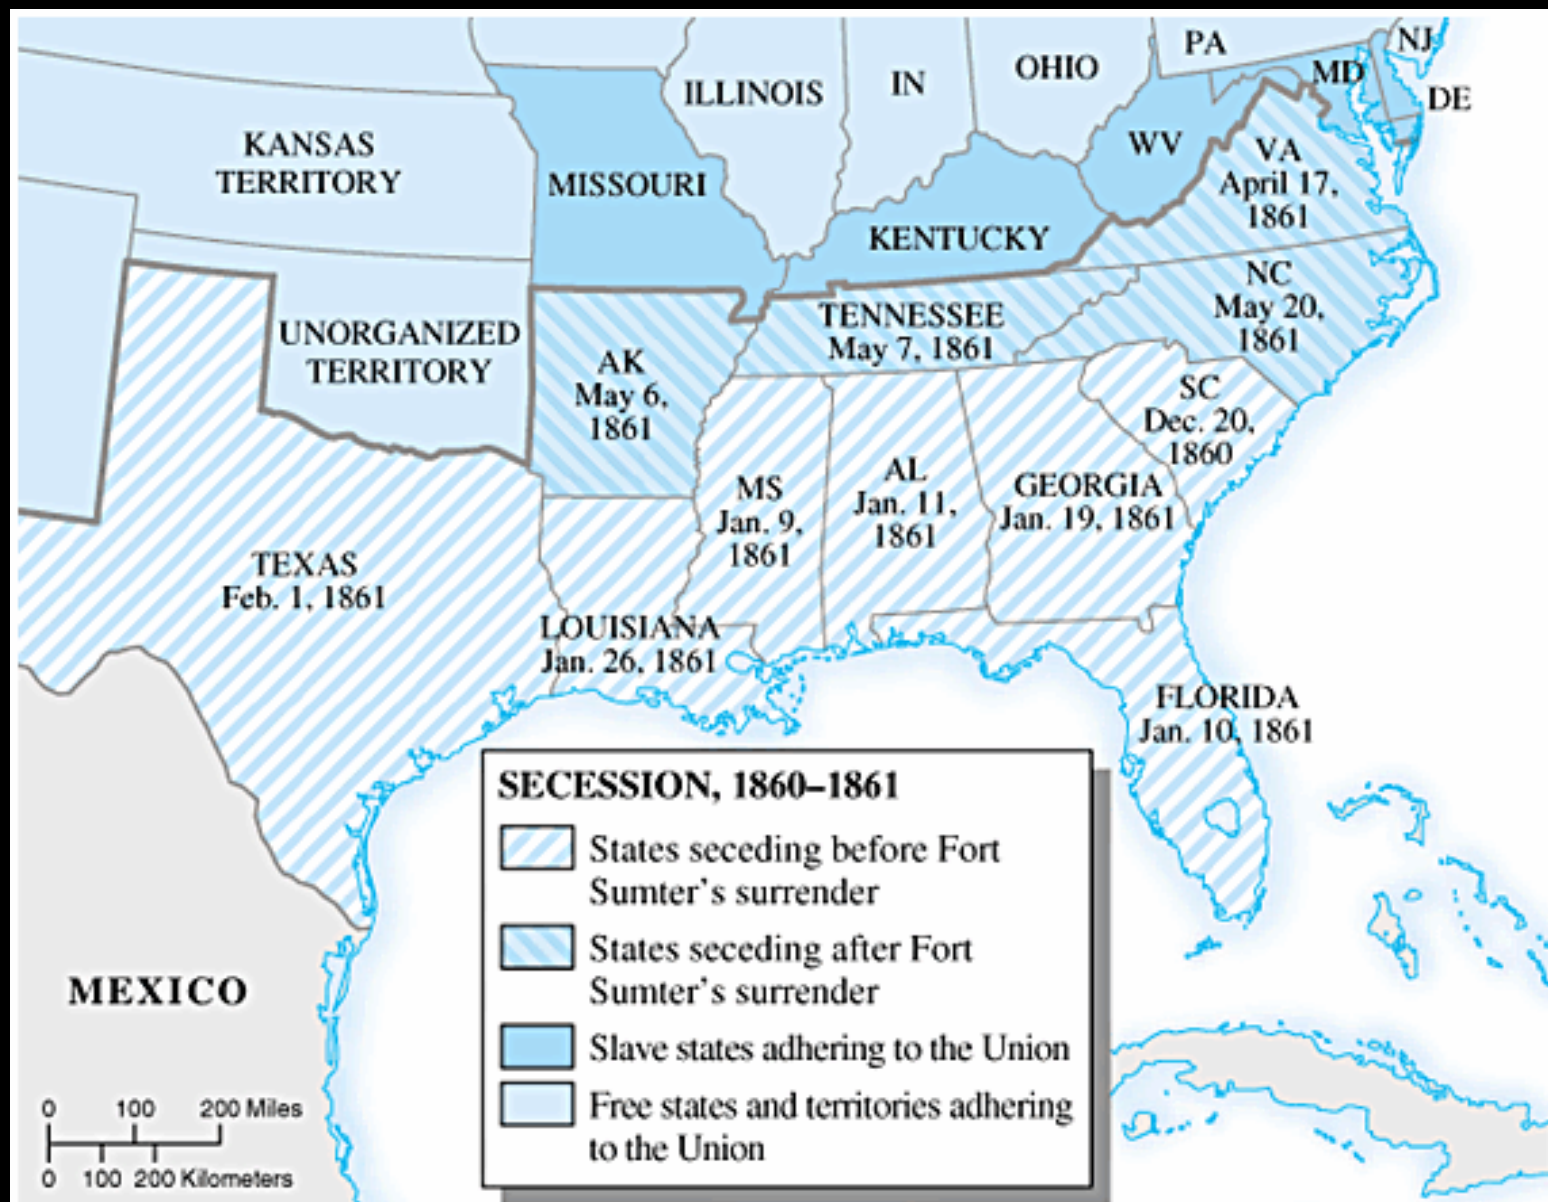 PA
NJ
ILLINOIS
IN
OHIO
MD
DE
KANSAS
TERRITORY
MISSOURI
WV
VA
April 17,
1861
KENTUCKY
UNORGANIZED
TERRITORY
AK
May 6,
1861
TENNESSEE
May 7, 1861
NC
May 20,
1861
SC
Dec. 20,
1860
MS
Jan. 9,
1861
AL
Jan. 11,
1861
GEORGIA
Jan. 19, 1861
TEXAS
Feb. 1, 1861
LOUISIANA
Jan. 26, 1861
FLORIDA
Jan. 10, 1861
SECESSION, 1860–1861
States seceding before Fort
Sumter's surrender
States seceding after Fort
Sumter's surrender
Slave states adhering to the Union
Free states and territories adhering
to the Union
MEXICO
0 100 200 Miles
0 100 200 Kilometers